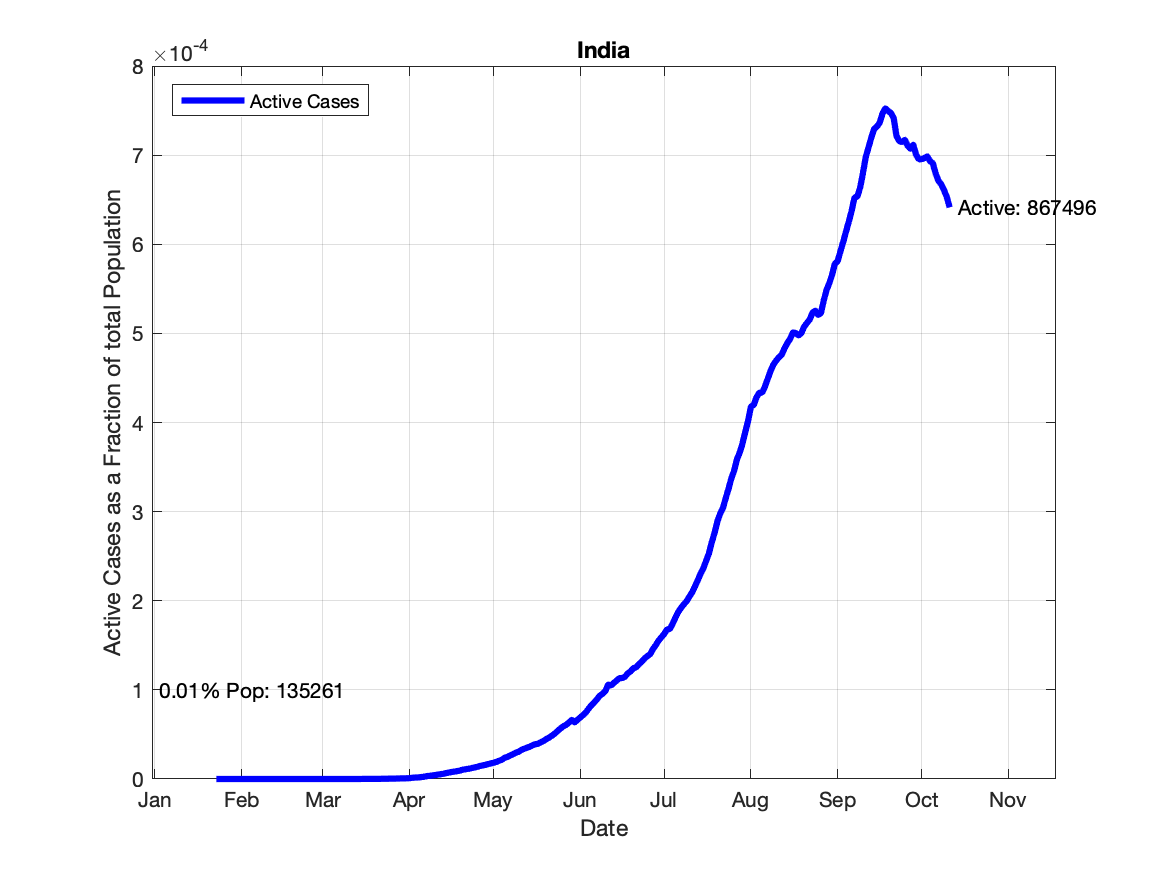 India
×10-4
8
7
6
5
4
3
2
1
0
Active Cases as a Fraction of total Population
Active Cases
Active: 867496
0.01% Pop: 135261
Jan Feb Mar Apr May Jun Jul Aug Sep Oct Nov
Date